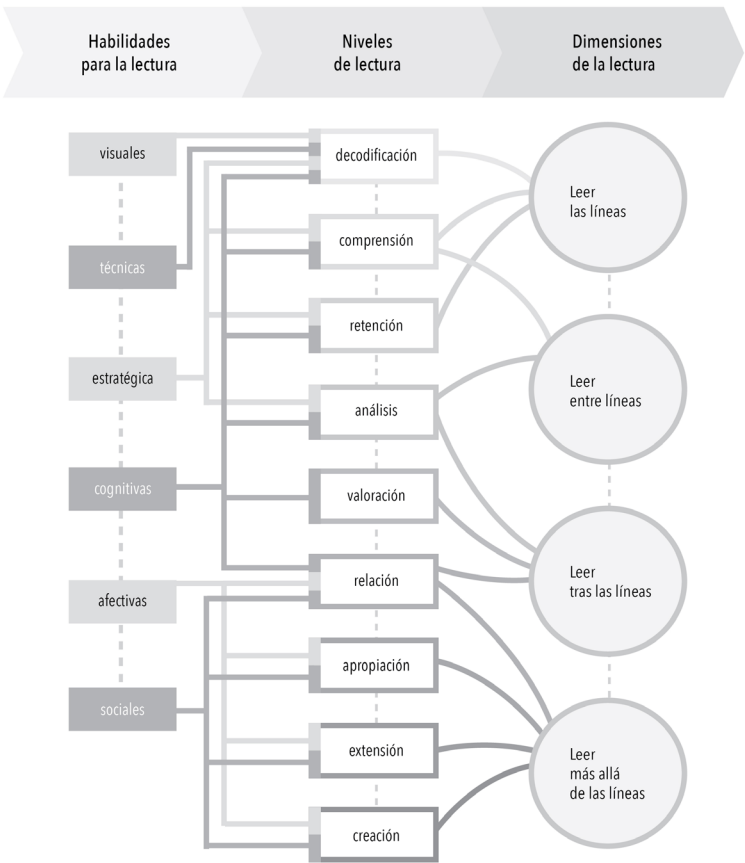 Habilidades
para la lectura
Niveles
de lectura
Dimensiones
de la lectura
visuales
técnicas
estratégica
cognitivas
afectivas
sociales
decodificación
comprensión
retención
análisis
valoración
relación
apropiación
extensión
creación
Leer
las líneas
Leer
entre líneas
Leer
tras las líneas
Leer
más allá
de las líneas